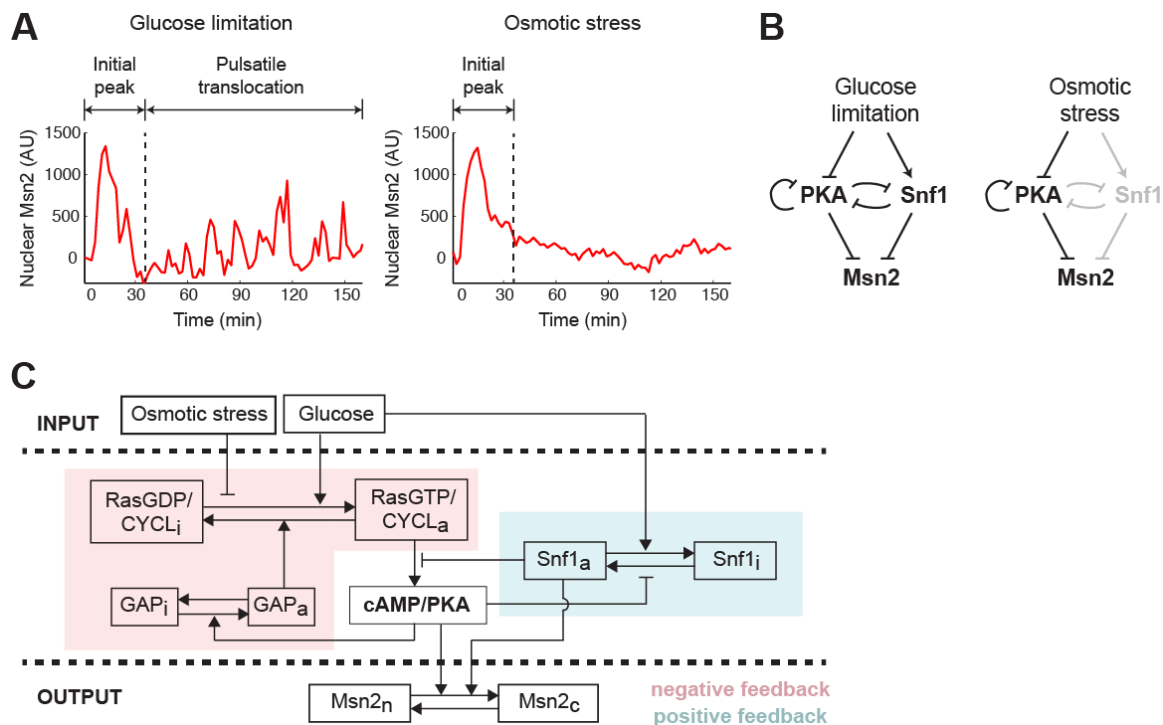 A
Glucose limitation
Osmotic stress
Initial
peak
Pulsatile
translocation
Initial
peak
Nuclear Msn2 (AU)
1500
1000
500
0
0 30 60 90 120 150
Time (min)
Nuclear Msn2 (AU)
1500
1000
500
0
0 30 60 90 120 150
Time (min)
B
Glucose
limitation
PKA
Snf1
Msn2
Osmotic
stress
PKA
Snf1
Msn2
C
INPUT
Osmotic stress
Glucose
RasGDP/
CYCLi
RasGTP/
CYCLa
Snf1a
Snf1i
GAPi
GAPa
cAMP/PKA
OUTPUT
Msn2n
Msn2c
negative feedback
positive feedback